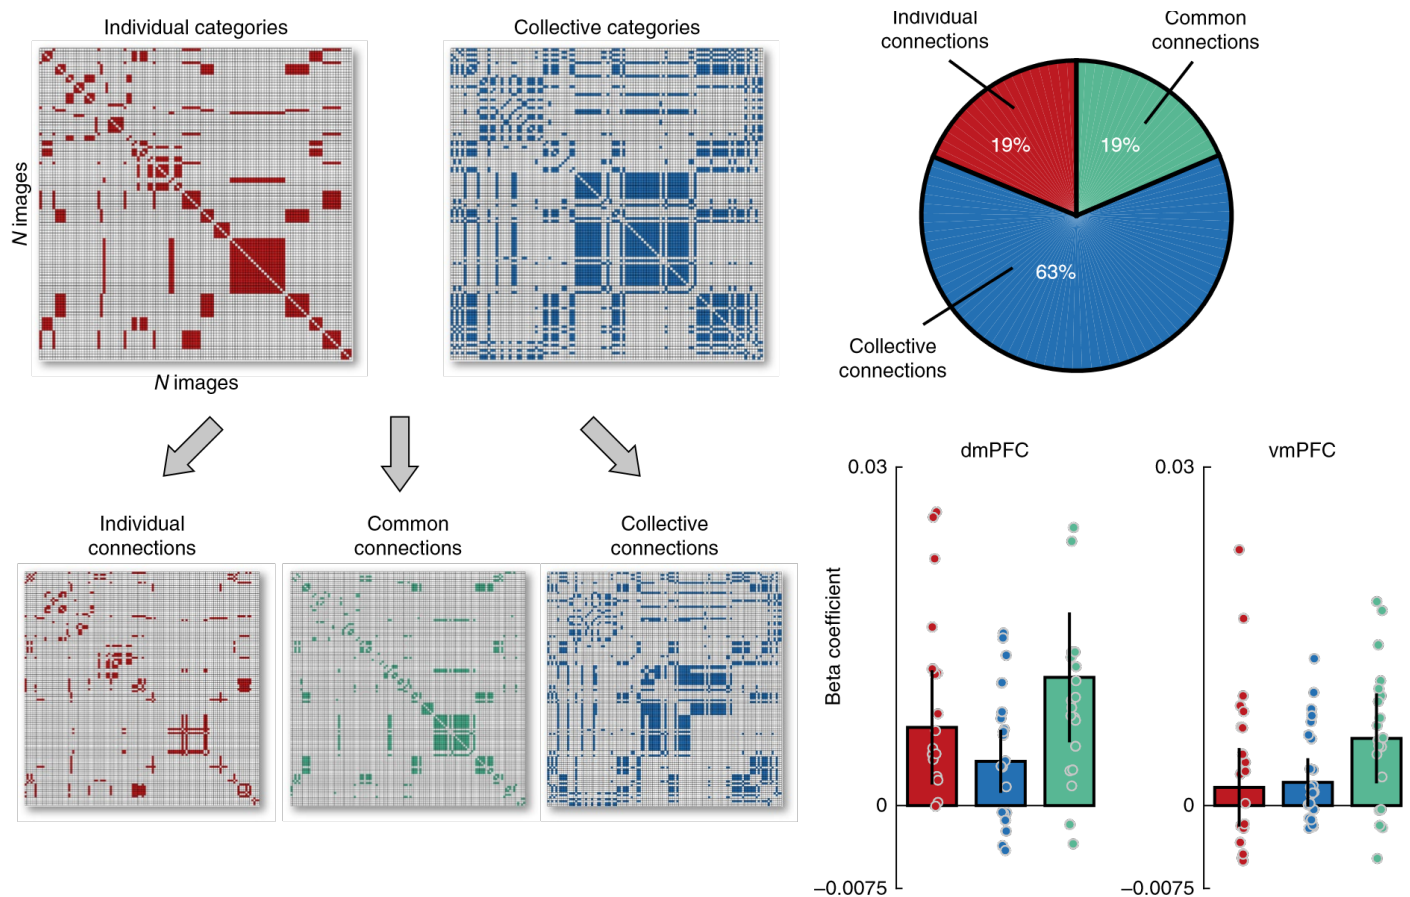 Individual categories
Collective categories
N images
N images
Individual
connections
Common
connections
19%
19%
63%
Collective
connections
Individual
connections
Common
connections
Collective
connections
dmPFC
vmPFC
Beta coefficient
0.03
0
–0.0075
0.03
0
–0.0075